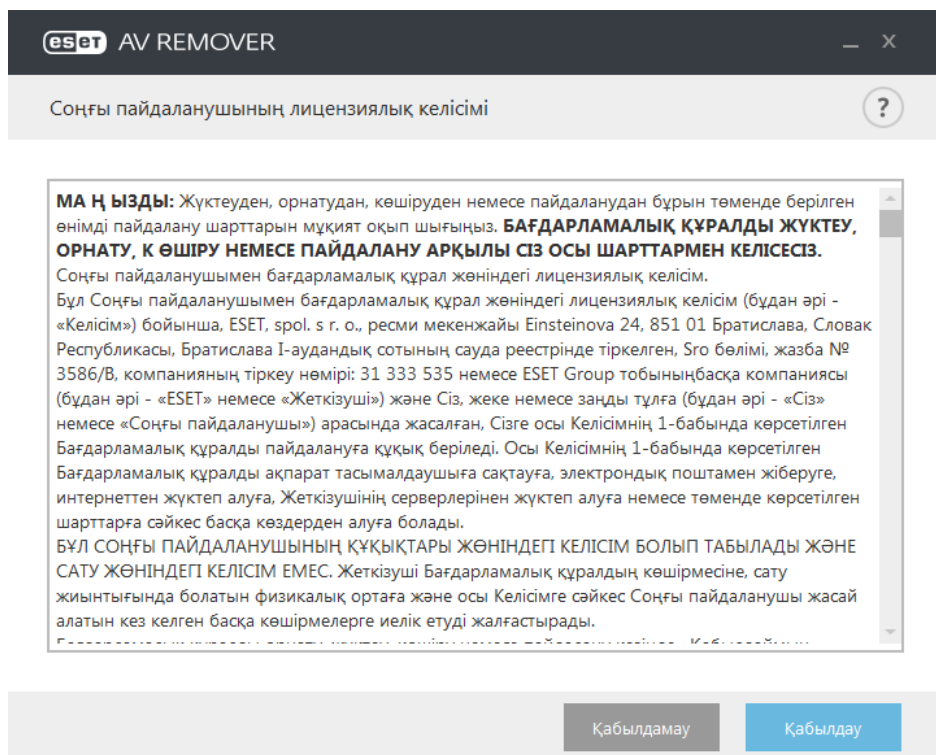 eset AV REMOVER
Соңғы пайдаланушының лицензиялық келісімі
?
МА Ң ЫЗДЫ: Жүктеуден, орнатудан, көшіруден немесе пайдаланудан бұрын төменде берілген
өнімді пайдалану шарттарын мұқият оқып шығыңыз. БАҒДАРЛАМАЛЫҚ ҚҰРАЛДЫ ЖҮКТЕУ,
ОРНАТУ, К ӨШІРУ НЕМЕСЕ ПАЙДАЛАНУ АРҚЫЛЫ СІЗ ОСЫ ШАРТТАРМЕН КЕЛІСЕСІЗ.
Соңғы пайдаланушымен бағдарламалық құрал жөніндегі лицензиялық келісім.
Бұл Соңғы пайдаланушымен бағдарламалық құрал жөніндегі лицензиялық келісім (бұдан әрі -
«Келісім») бойынша, ESET, spol. s r. o., ресми мекенжайы Einsteinova 24, 851 01 Братислава, Словак
Республикасы, Братислава I-аудандық сотының сауда реестрінде тіркелген, Sro бөлімі, жазба №
3586/B, компанияның тіркеу нөмірі: 31 333 535 немесе ESET Group тобыныңбасқа компаниясы
(бұдан әрі - «ESET» немесе «Жеткізуші») және Сіз, жеке немесе заңды тұлға (бұдан әрі - «Сіз»
немесе «Соңғы пайдаланушы») арасында жасалған, Сізге осы Келісімнің 1-бабында көрсетілген
Бағдарламалық құралды пайдалануға құқық беріледі. Осы Келісімнің 1-бабында көрсетілген
Бағдарламалық құралды ақпарат тасымалдаушыға сақтауға, электрондық поштамен жіберуге,
интернеттен жүктеп алуға, Жеткізушінің серверлерінен жүктеп алуға немесе төменде көрсетілген
шарттарға сәйкес басқа көздерден алуға болады.
БҰЛ СОҢҒЫ ПАЙДАЛАНУШЫНЫҢ ҚҰҚЫҚТАРЫ ЖӨНІНДЕГІ КЕЛІСІМ БОЛЫП ТАБЫЛАДЫ ЖӘНЕ
САТУ ЖӨНІНДЕГІ КЕЛІСІМ ЕМЕС. Жеткізуші Бағдарламалық құралдың көшірмесіне, сату
жиынтығында болатын физикалық ортаға және осы Келісімге сәйкес Соңғы пайдаланушы жасай
алатын кез келген басқа көшірмелерге иелік етуді жалғастырады.
Қабылдамау
Қабылдау